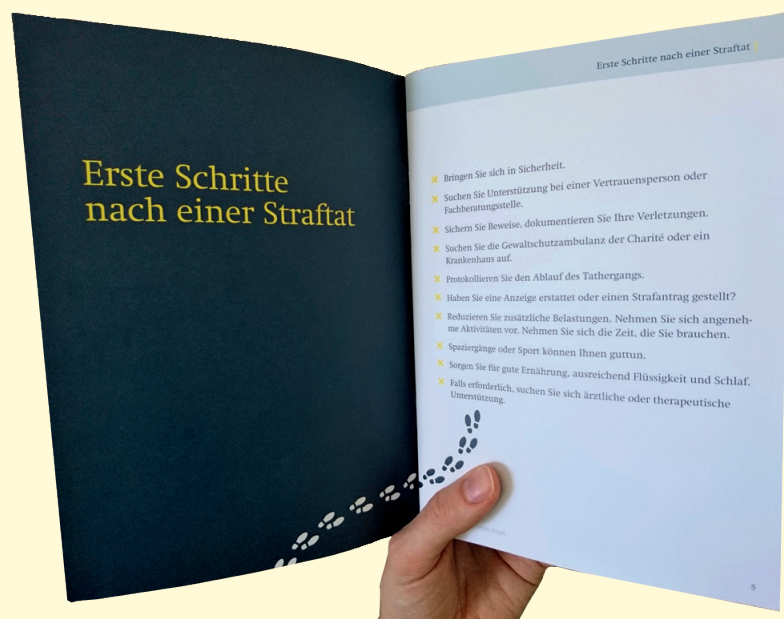 Erste Schritte
nach einer Straftat
Erste Schritte nach einer Straftat
× Bringen Sie sich in Sicherheit.
× Suchen Sie Unterstützung bei einer Vertrauensperson oder
Fachberatungsstelle.
× Sichern Sie Beweise, dokumentieren Sie Ihre Verletzungen.
× Suchen Sie die Gewaltschutzambulanz der Charité oder ein
Krankenhaus auf.
× Protokollieren Sie den Ablauf des Tathergangs.
× Haben Sie eine Anzeige erstattet oder einen Strafantrag gestellt?
× Reduzieren Sie zusätzliche Belastungen. Nehmen Sie sich angeneh-
me Aktivitäten vor. Nehmen Sie sich die Zeit, die Sie brauchen.
× Spaziergänge oder Sport können Ihnen guttun.
× Sorgen Sie für gute Ernährung, ausreichend Flüssigkeit und Schlaf.
× Falls erforderlich, suchen Sie sich ärztliche oder therapeutische
Unterstützung.
5